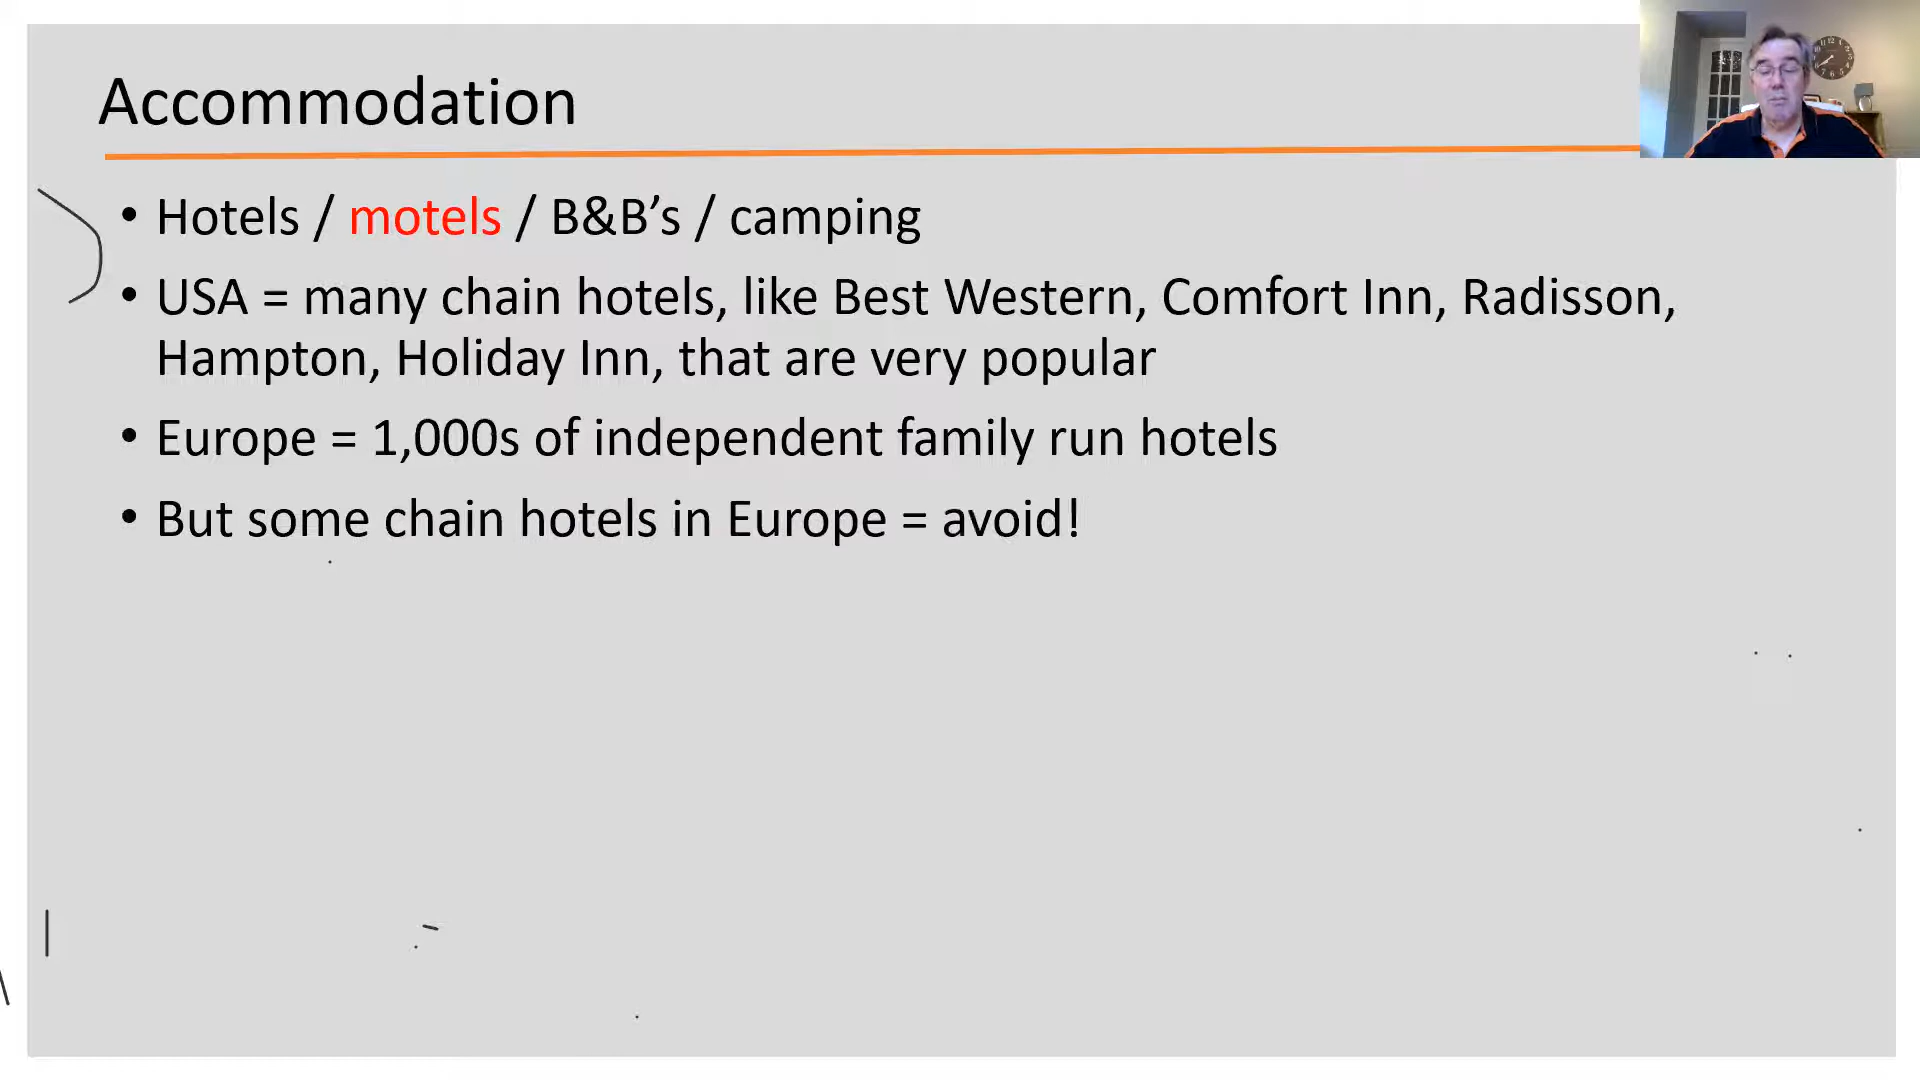 Accommodation
• Hotels / motels / B&B’s / camping
• USA = many chain hotels, like Best Western, Comfort Inn, Radisson,
Hampton, Holiday Inn, that are very popular
• Europe = 1,000s of independent family run hotels
• But some chain hotels in Europe = avoid!